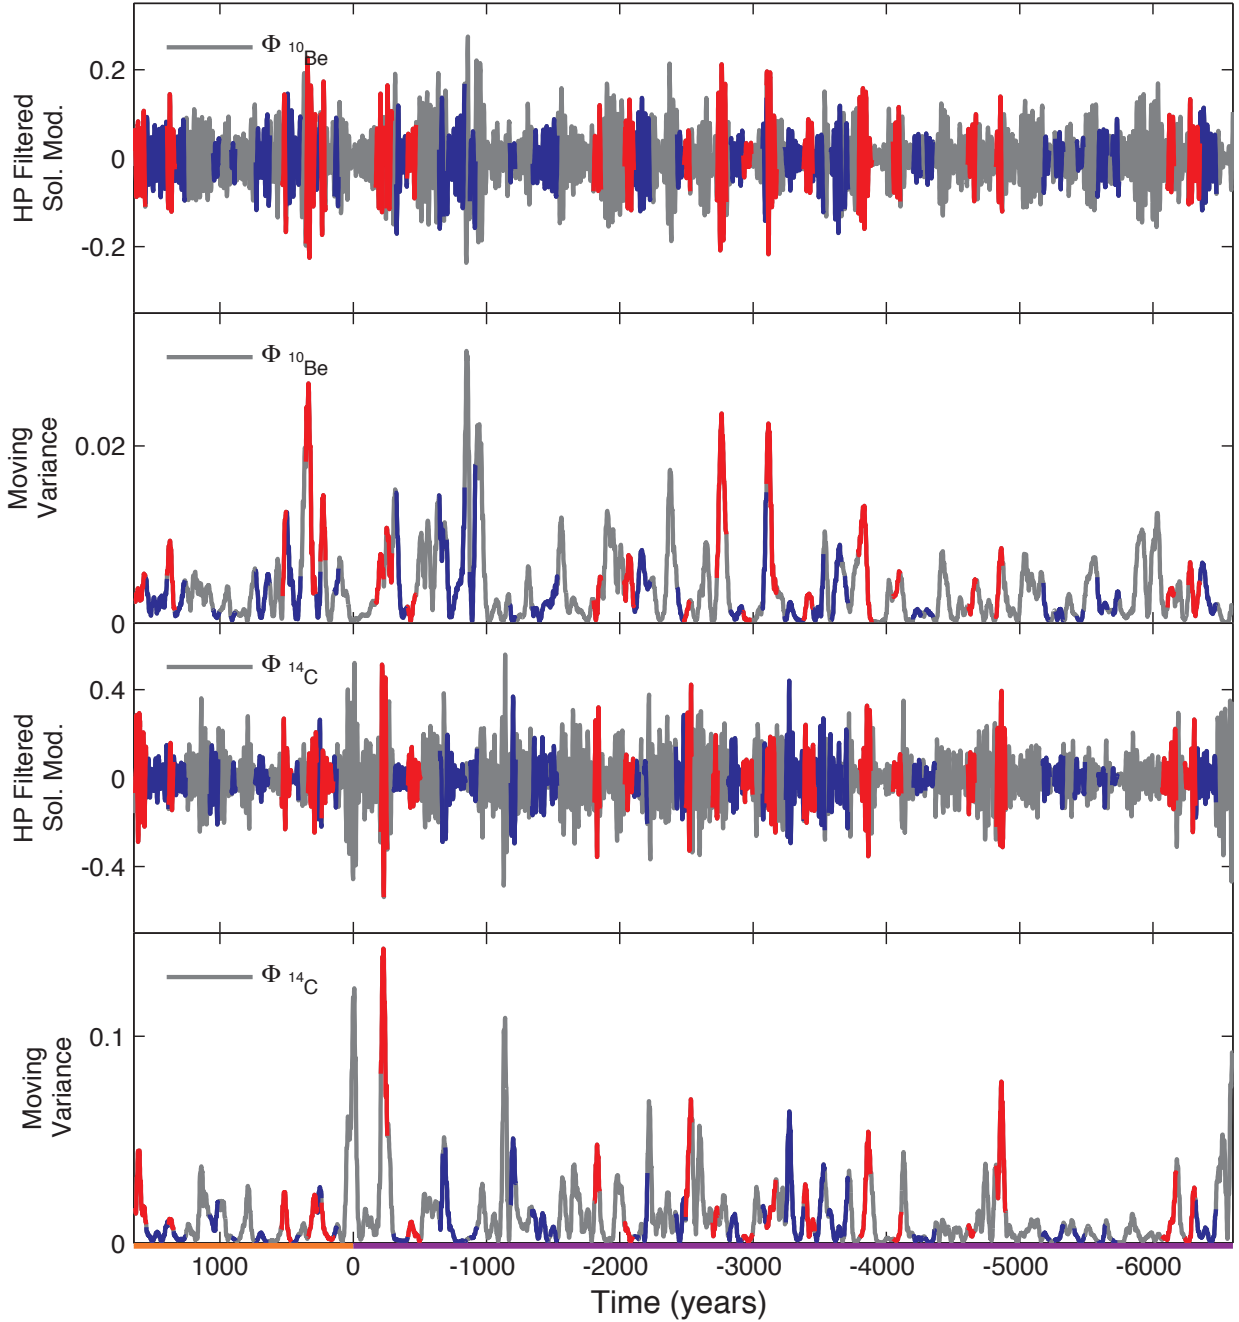 HP Filtered
Sol. Mod.
0.2
0
-0.2
Φ 10Be
Moving
Variance
0.02
0
Φ 10Be
HP Filtered
Sol. Mod.
0.4
0
-0.4
Φ 14C
Moving
Variance
0.1
0
Φ 14C
1000 0 -1000 -2000 -3000 -4000 -5000 -6000
Time (years)